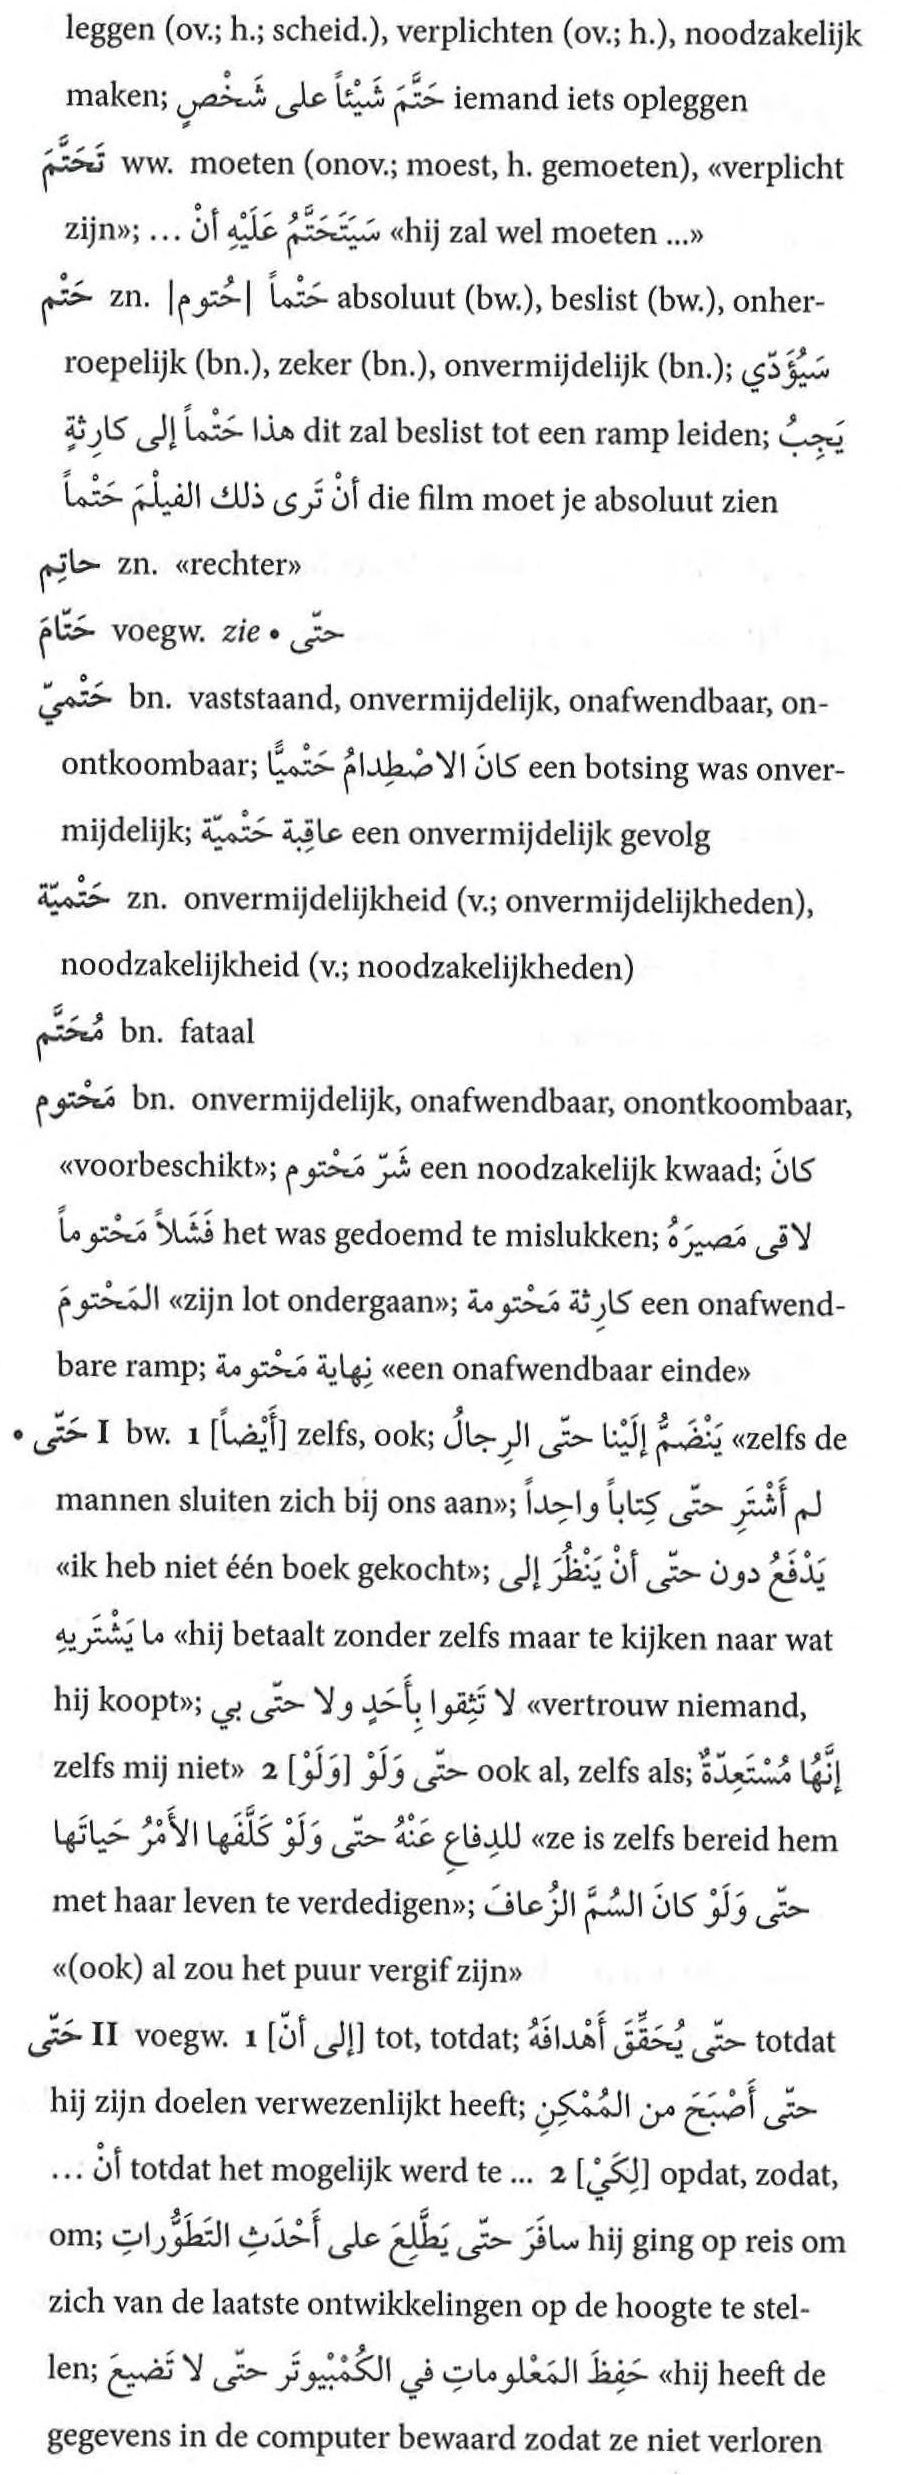 leggen (ov.; h.; scheid.), verplichten (ov.; h.), noodzakelijk
maken; حَتَّمَ شَيْئاً على شَخْصٍ iemand iets opleggen
تَحَتَّمَ ww. moeten (onov.; moest, h. gemoeten), «verplicht
zijn»; سَيَتَحَتَّمُ عَلَيْهِ أنْ ... «hij zal wel moeten ...»
حَتْم zn. |حُتوم| حَتْماً absoluut (bw.), beslist (bw.), onher-
roepelijk (bn.), zeker (bn.), onvermijdelijk (bn.); سَيُؤَدّي
هذا حَتْماً إلى كارِثةٍ dit zal beslist tot een ramp leiden; يَجِبُ
أنْ تَرى ذلك الفيلْمَ حَتْماً die film moet je absoluut zien
حاتِم zn. «rechter»
حَتّامَ voegw. zie • حتّى
حَتْميّ bn. vaststaand, onvermijdelijk, onafwendbaar, on-
ontkoombaar; كانَ الاصْطِدامُ حَتْميًّا een botsing was onver-
mijdelijk; عاقِبة حَتْميّة een onvermijdelijk gevolg
حَتْميّة zn. onvermijdelijkheid (v.; onvermijdelijkheden),
noodzakelijkheid (v.; noodzakelijkheden)
مُحَتَّم bn. fataal
مَحْتوم bn. onvermijdelijk, onafwendbaar, onontkoombaar,
«voorbeschikt»; شَرّ مَحْتوم een noodzakelijk kwaad; كانَ
فَشَلاً مَحْتوماً het was gedoemd te mislukken; لاقى مَصيرَهُ
المَحْتومَ «zijn lot ondergaan»; كارِثة مَحْتومة een onafwend-
bare ramp; نِهاية مَحْتومة «een onafwendbaar einde»
• حَتّى I bw. 1 [أَيْضاً] zelfs, ook; يَنْضَمُّ إلَيْنا حتّى الرِجالُ «zelfs de
mannen sluiten zich bij ons aan»; لم أَشْتَرِ حتّى كِتاباً واحِداً
«ik heb niet één boek gekocht»; يَدْفَعُ دون حتّى أنْ يَنْظُرَ إلى
ما يَشْتَريهِ «hij betaalt zonder zelfs maar te kijken naar wat
hij koopt»; لا تَثِقوا بِأَحَدٍ ولا حتّى بي «vertrouw niemand,
zelfs mij niet» 2 [وَلَوْ] حتّى وَلَوْ ook al, zelfs als; إنَّهَا مُسْتَعِدّةٌ
للدِفاعِ عَنْهُ حتّى وَلَوْ كَلَّفَها الأَمْرُ حَياتَها «ze is zelfs bereid hem
met haar leven te verdedigen»; حتّى وَلَوْ كانَ السُمَّ الزُعافَ
«(ook) al zou het puur vergif zijn»
حَتّى II voegw. 1 [إلى أنّ] tot, totdat; حتّى يُحَقِّقَ أَهْدافَهُ totdat
hij zijn doelen verwezenlijkt heeft; حتّى أَصْبَحَ من المُمْكِنِ
أنْ ... totdat het mogelijk werd te ... 2 [لِكَيْ] opdat, zodat,
om; سافَرَ حتّى يَطَّلِعَ على أَحْدَثِ التَطَوُّراتِ hij ging op reis om
zich van de laatste ontwikkelingen op de hoogte te stel-
len; حَفِظَ المَعْلوماتِ في الكُمْبْيوتَر حتّى لا تَضيعَ «hij heeft de
gegevens in de computer bewaard zodat ze niet verloren